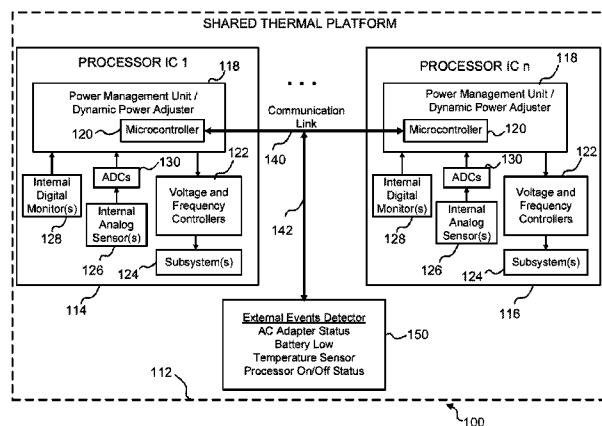 SHARED THERMAL PLATFORM
PROCESSOR IC 1
118
Power Management Unit /
Dynamic Power Adjuster
120
Microcontroller
130
122
Internal
Digital
Monitor(s)
128
ADCs
Internal
Analog
Sensor(s)
126
Voltage and
Frequency
Controllers
124
Subsystem(s)
114
. . .
Communication
Link
140
142
PROCESSOR IC n
118
Power Management Unit /
Dynamic Power Adjuster
Microcontroller
120
130
122
Internal
Digital
Monitor(s)
128
ADCs
Internal
Analog
Sensor(s)
126
Voltage and
Frequency
Controllers
124
Subsystem(s)
116
External Events Detector
AC Adapter Status
Battery Low
Temperature Sensor
Processor On/Off Status
150
112
100